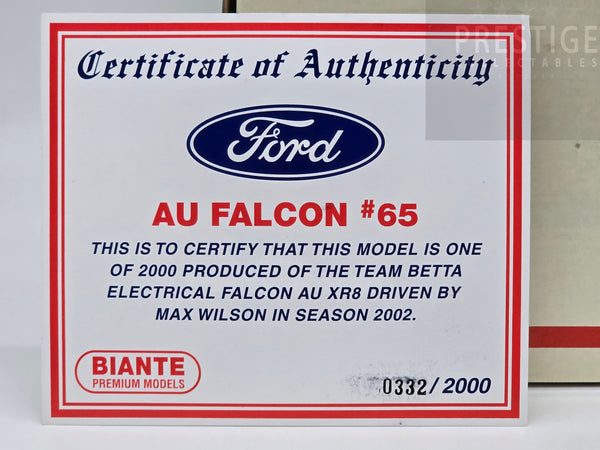 PRESTIGE
COLLECTABLES
Certificate of Authenticity
Ford
AU FALCON #65
THIS IS TO CERTIFY THAT THIS MODEL IS ONE
OF 2000 PRODUCED OF THE TEAM BETTA
ELECTRICAL FALCON AU XR8 DRIVEN BY
MAX WILSON IN SEASON 2002.
BIANTE
PREMIUM MODELS
0332/2000